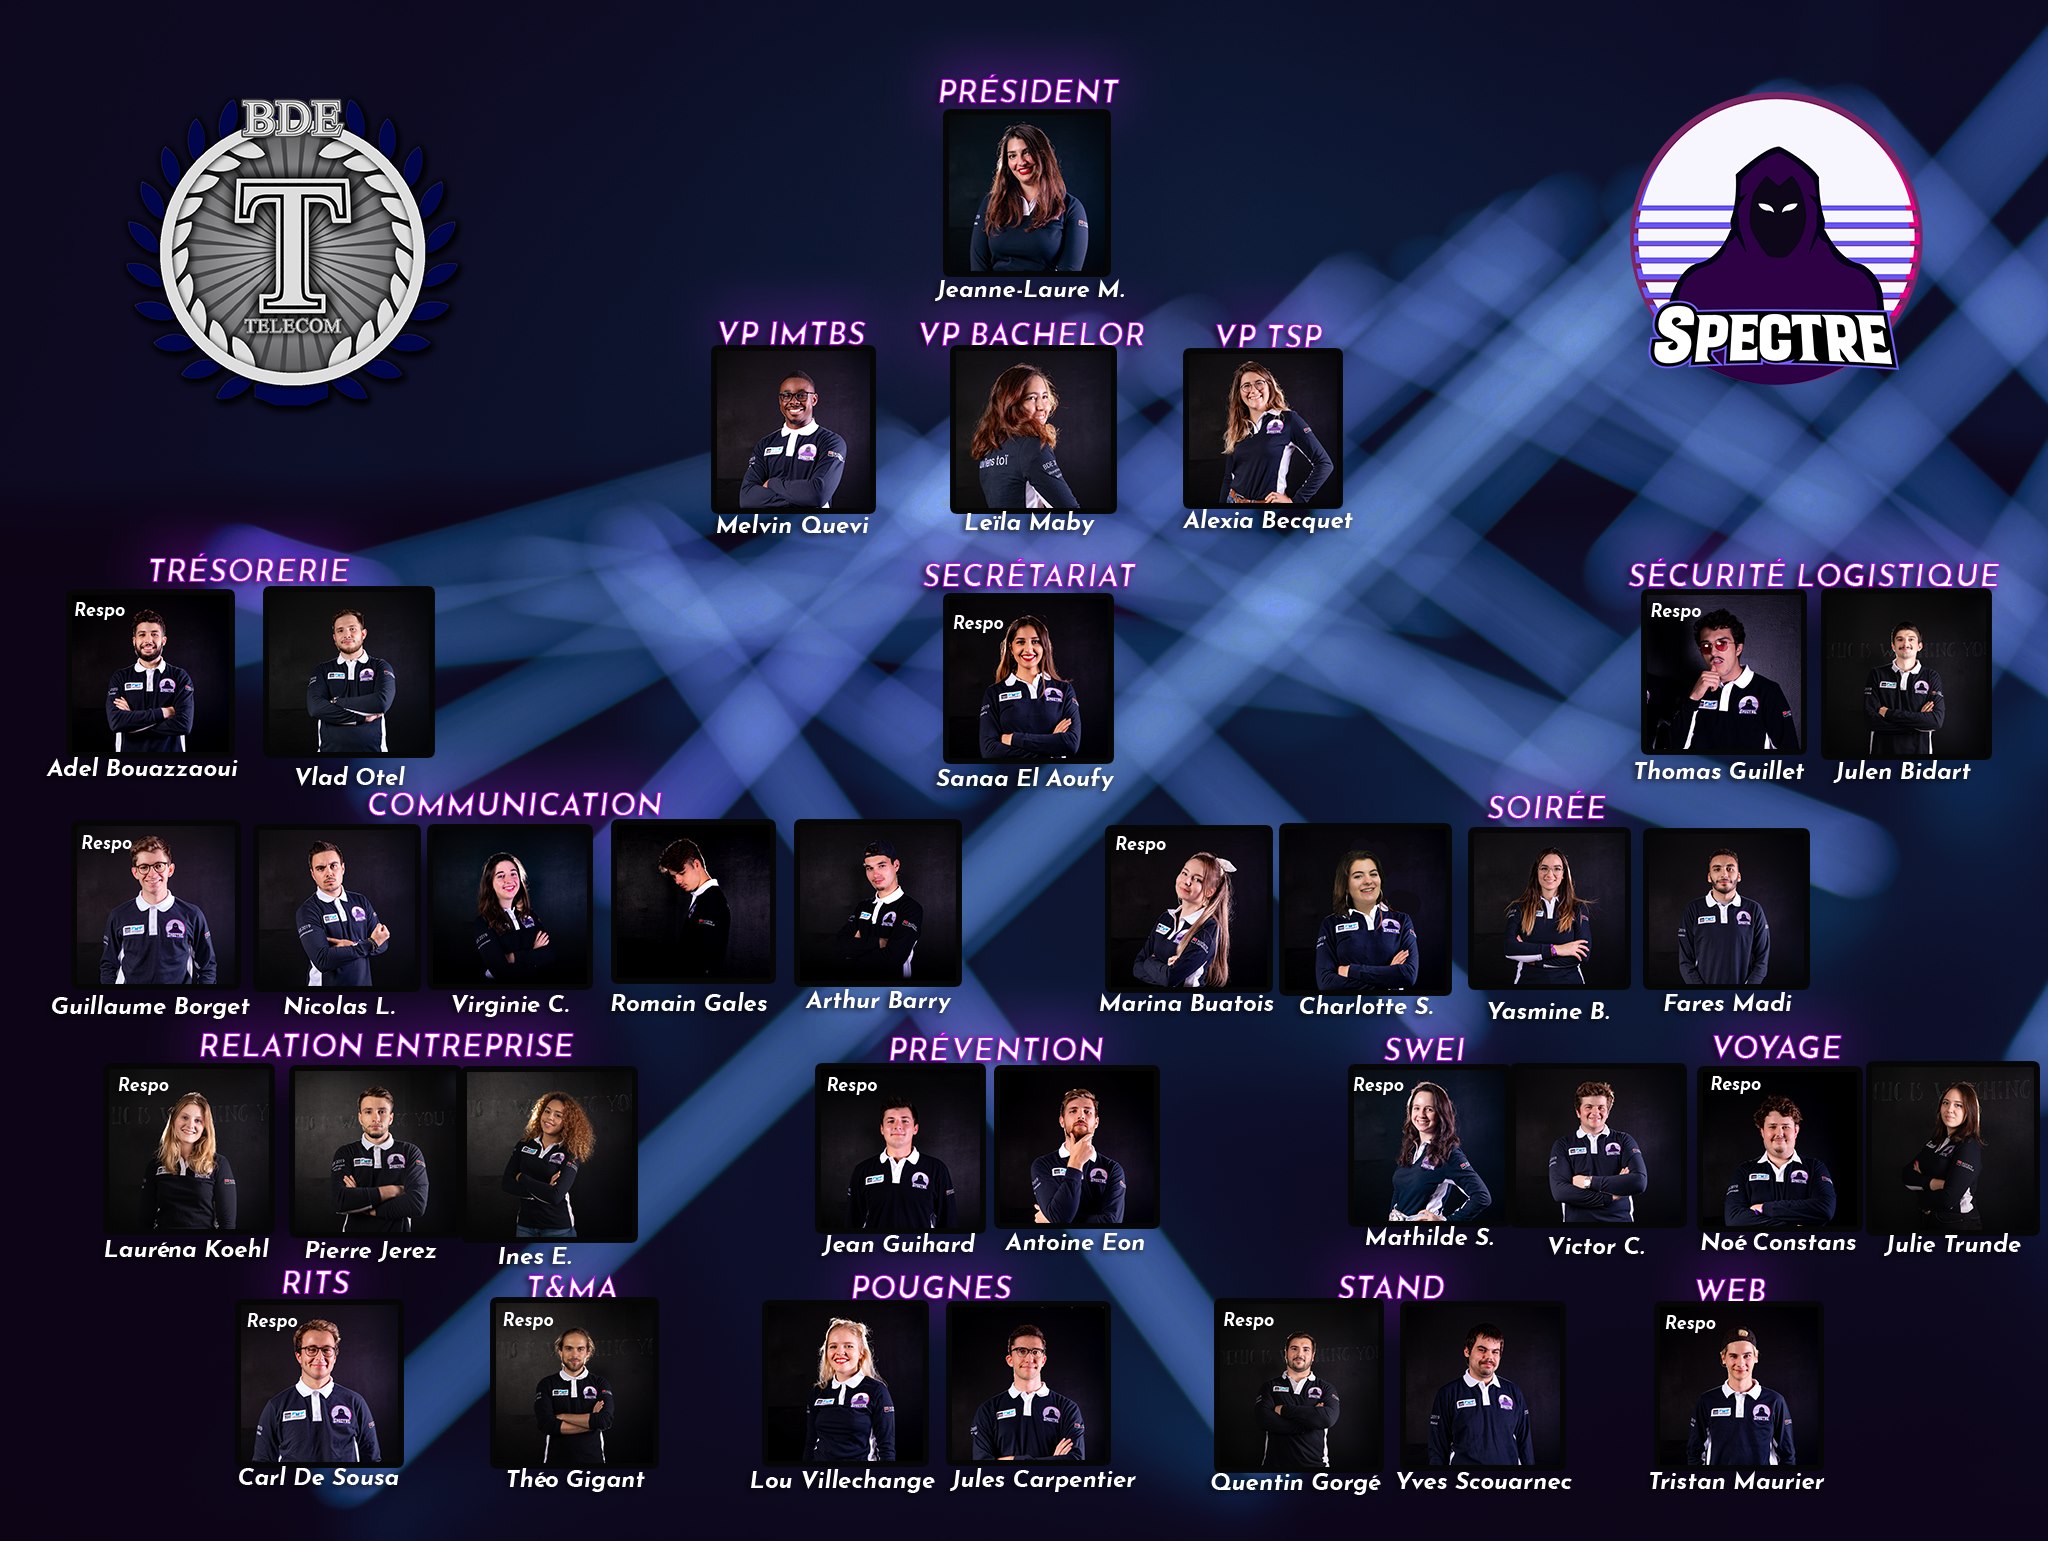 BDE
T
TELECOM
PRÉSIDENT
Jeanne-Laure M.
SPECTRE
VP IMTBS
VP BACHELOR
VP TSP
Melvin Quevi
Leïla Maby
Alexia Becquet
TRÉSORERIE
SECRÉTARIAT
SÉCURITÉ LOGISTIQUE
Respo
Respo
Respo
Adel Bouazzaoui
Vlad Otel
Sanaa El Aoufy
Thomas Guillet
Julen Bidart
COMMUNICATION
SOIRÉE
Respo
Respo
Guillaume Borget
Nicolas L.
Virginie C.
Romain Gales
Arthur Barry
Marina Buatois
Charlotte S.
Yasmine B.
Fares Madi
RELATION ENTREPRISE
PRÉVENTION
SWEI
VOYAGE
Respo
Respo
Respo
Respo
Lauréna Koehl
Pierre Jerez
Ines E.
Jean Guihard
Antoine Eon
Mathilde S.
Victor C.
Noé Constans
Julie Trunde
RITS
T&MA
POUGNES
STAND
WEB
Respo
Respo
Respo
Respo
Carl De Sousa
Théo Gigant
Lou Villechange
Jules Carpentier
Quentin Gorgé
Yves Scouarnec
Tristan Maurier